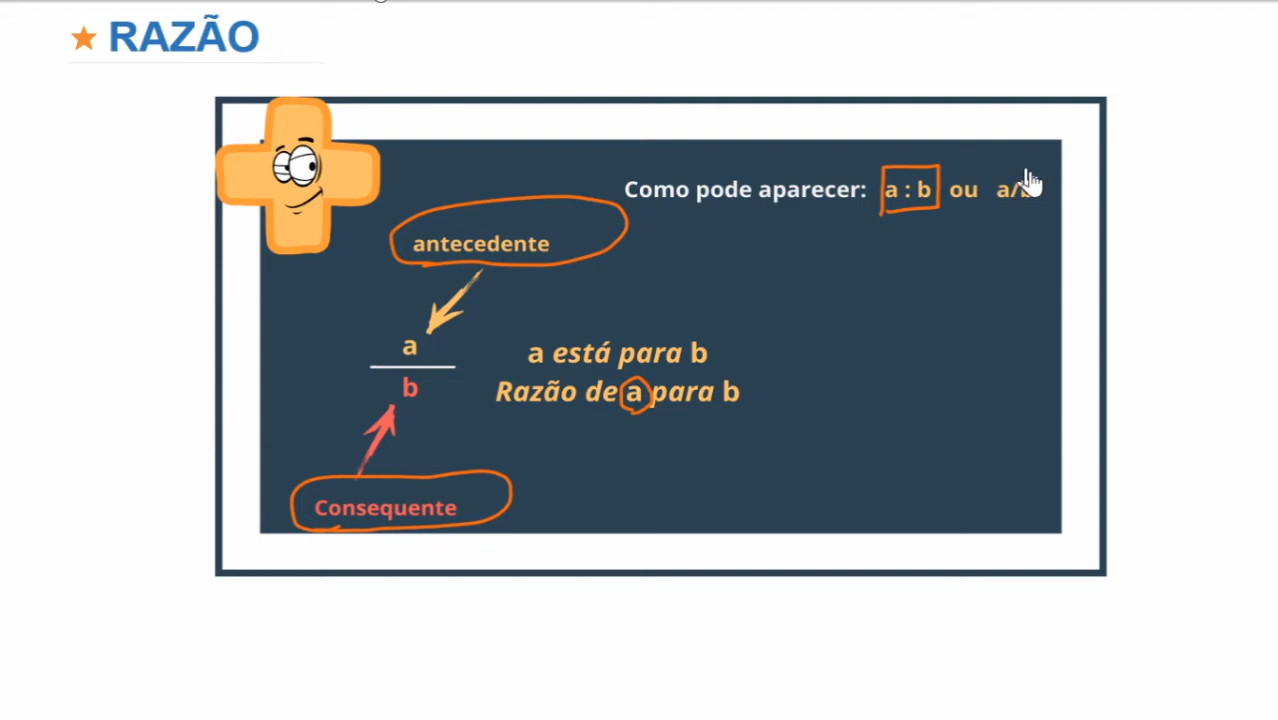 RAZÃO
Como pode aparecer: a : b ou a/b
antecedente
a
b
a está para b
Razão de a para b
Consequente